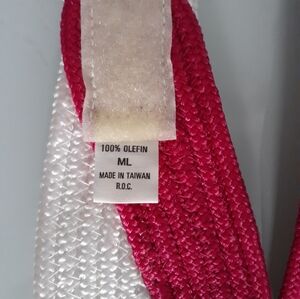 100% OLEFIN
ML
MADE IN TAIWAN
R.O.C.